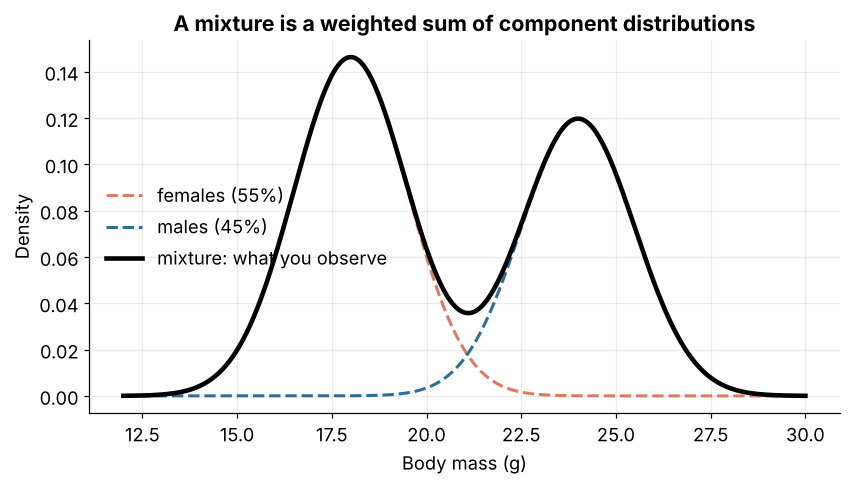 A mixture is a weighted sum of component distributions
0.14
0.12
0.10
0.08
0.06
0.04
0.02
0.00
Density
females (55%)
males (45%)
mixture: what you observe
12.5 15.0 17.5 20.0 22.5 25.0 27.5 30.0
Body mass (g)